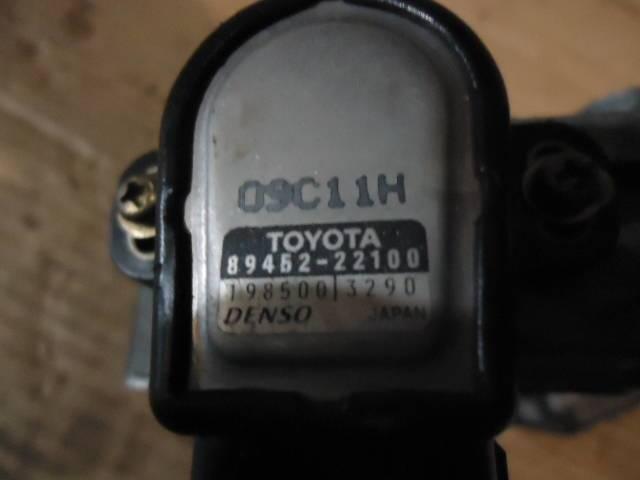 09C11H
TOYOTA
89452-22100
198500 3290
DENSO JAPAN